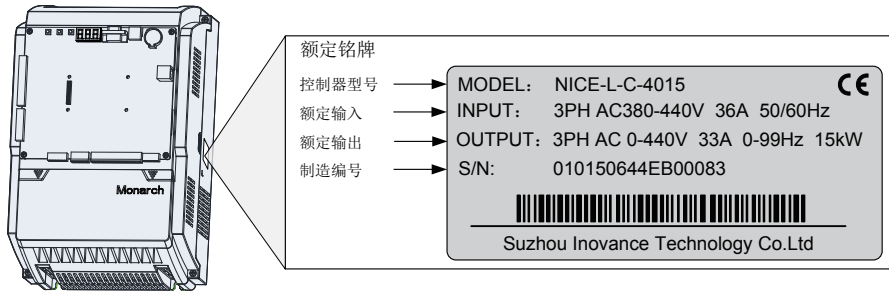 额定铭牌
控制器型号
MODEL: NICE-L-C-4015 CE
额定输入
INPUT: 3PH AC380-440V 36A 50/60Hz
额定输出
OUTPUT: 3PH AC 0-440V 33A 0-99Hz 15kW
制造编号
S/N: 010150644EB00083
Monarch
Suzhou Inovance Technology Co.Ltd